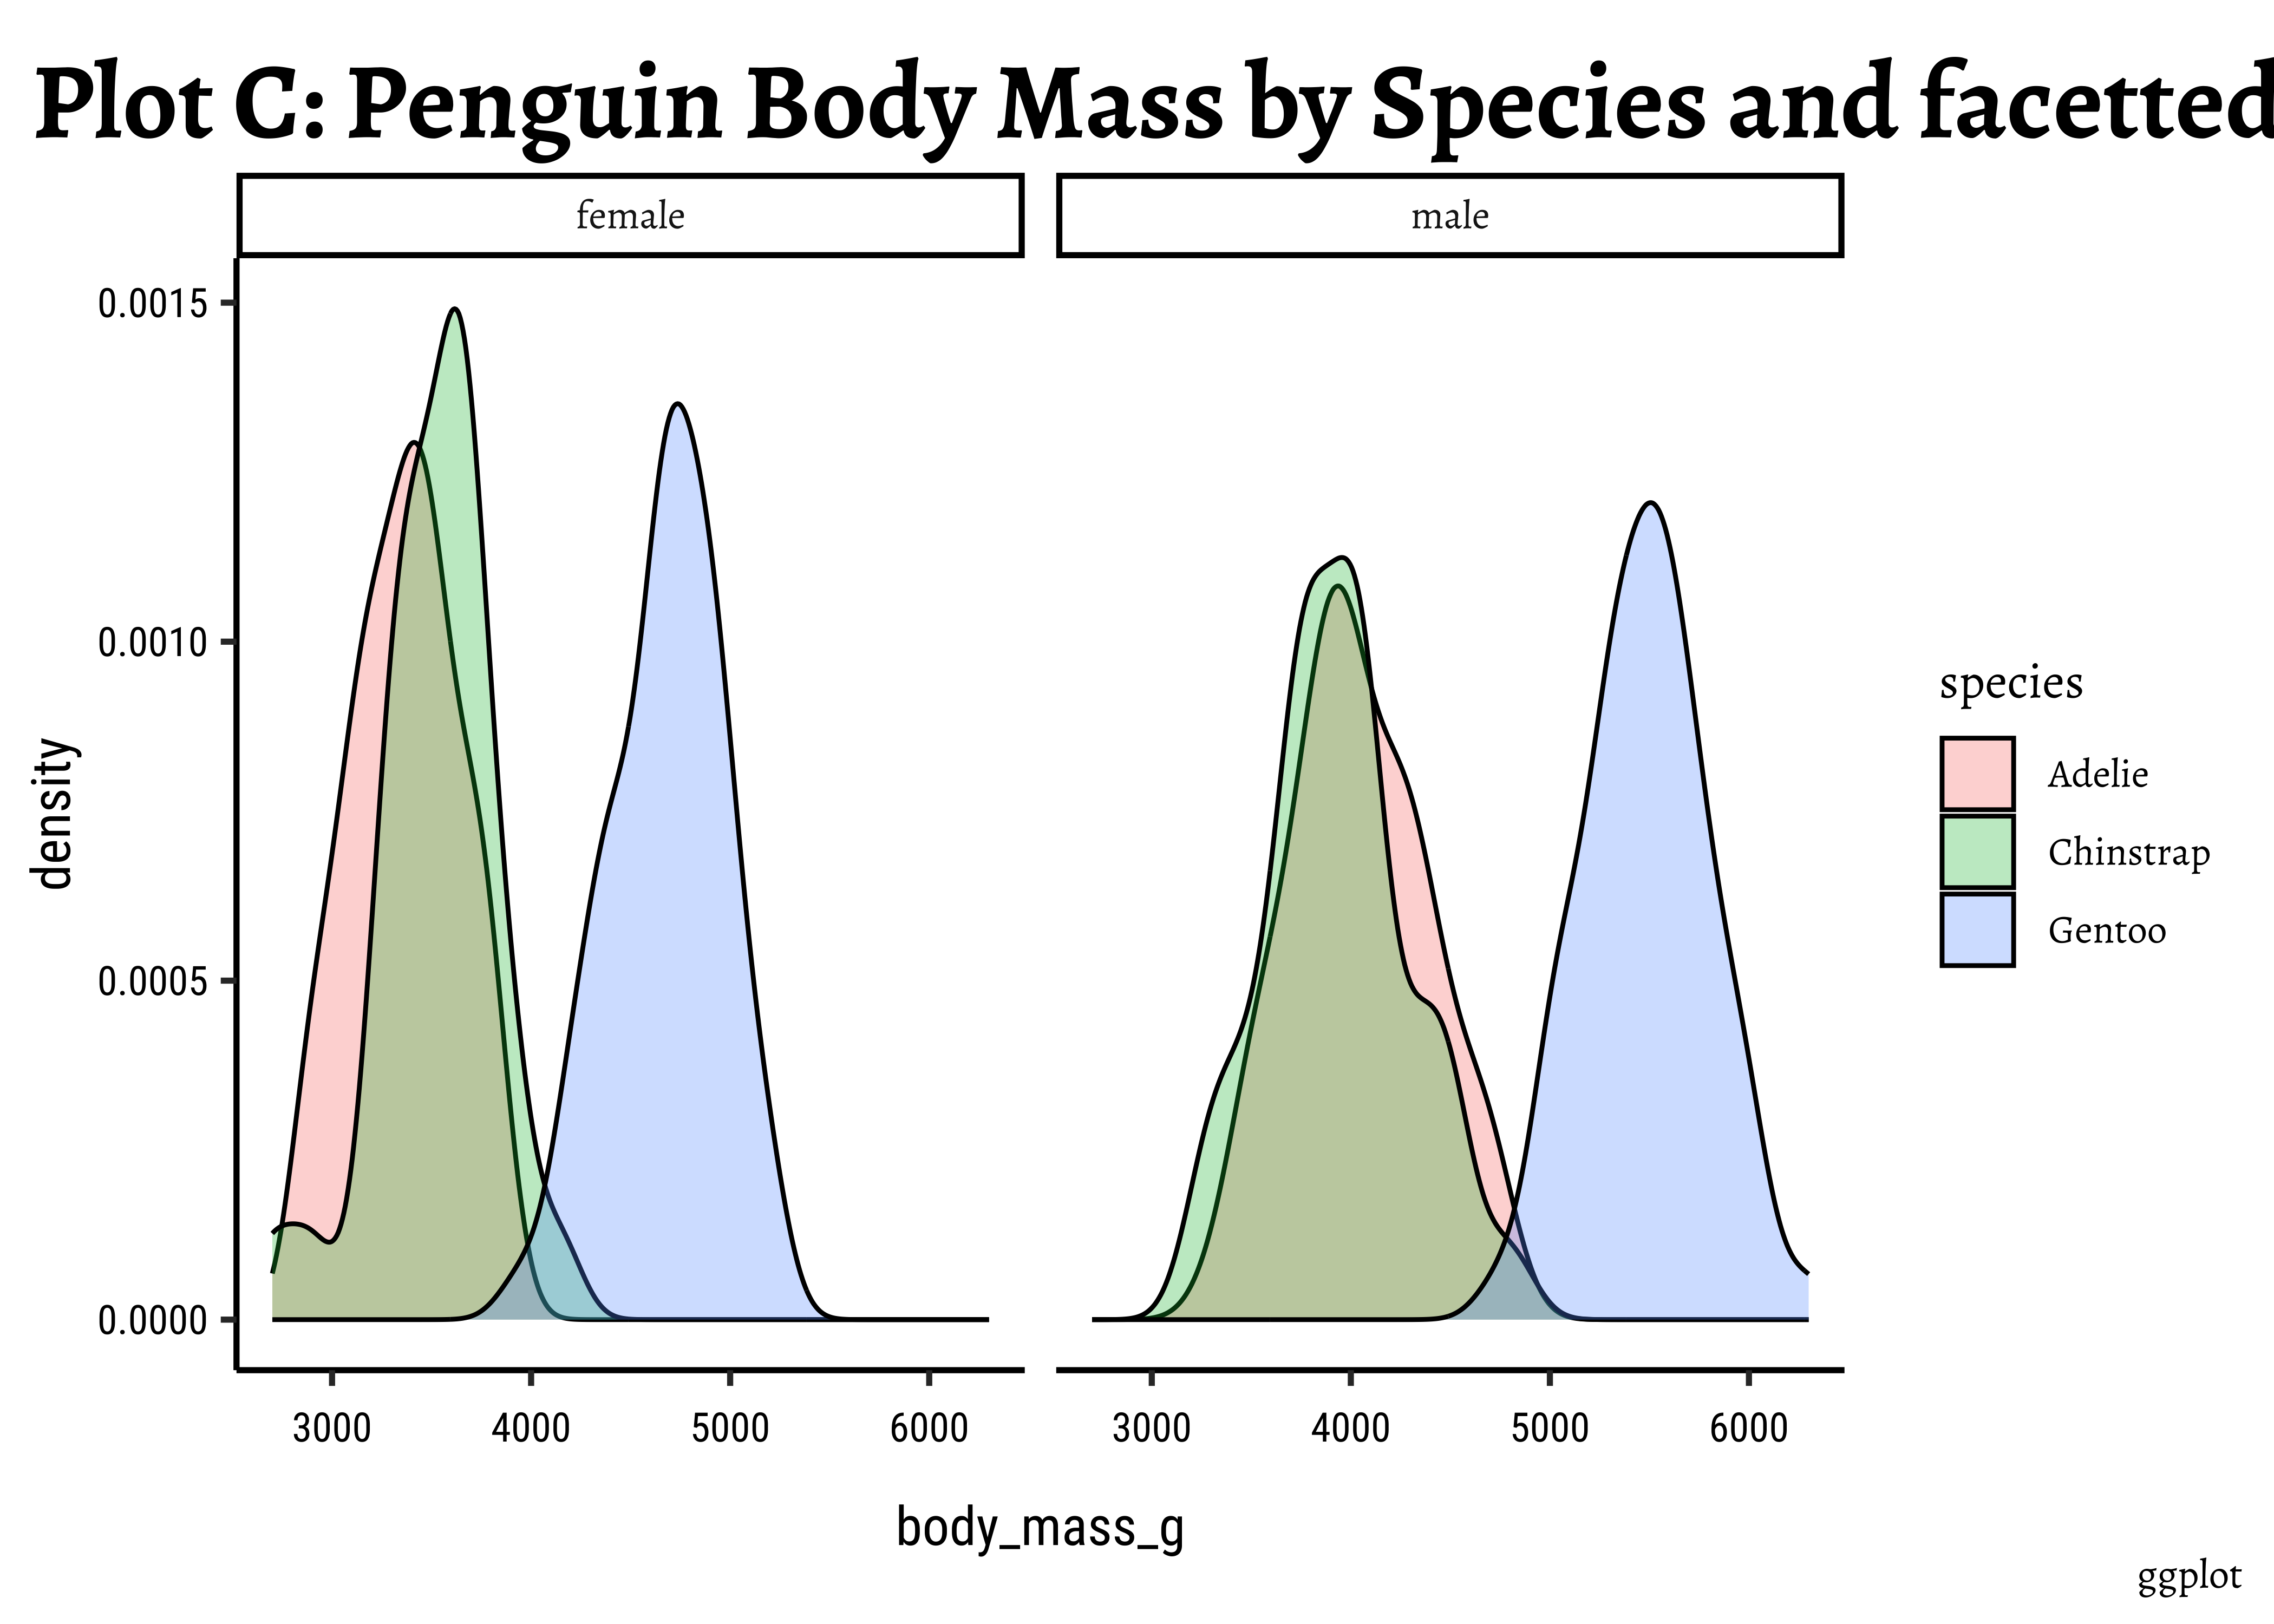 Plot C: Penguin Body Mass by Species and facetted
female
male
0.0015
0.0010
0.0005
0.0000
density
3000 4000 5000 6000
3000 4000 5000 6000
body_mass_g
species
Adelie
Chinstrap
Gentoo
ggplot